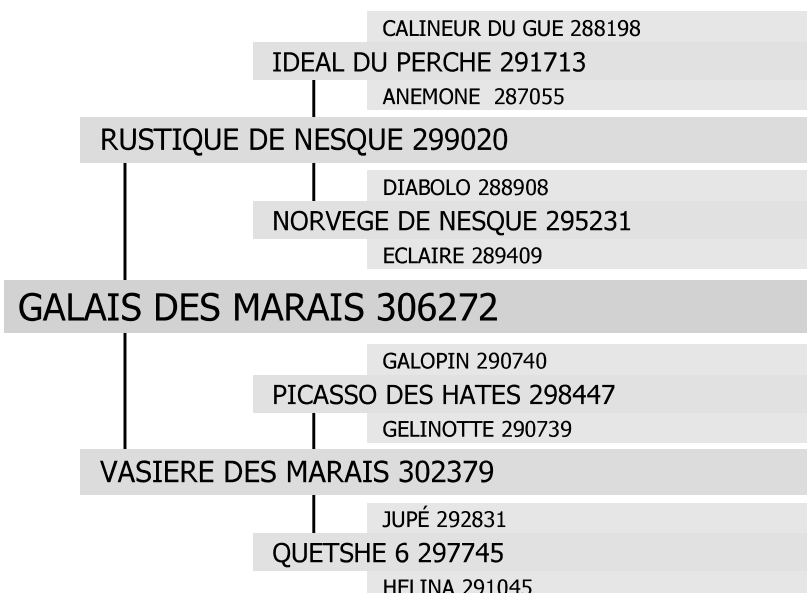 CALINEUR DU GUE 288198
IDEAL DU PERCHE 291713
ANEMONE  287055
RUSTIQUE DE NESQUE 299020
DIABOLO 288908
NORVEGE DE NESQUE 295231
ECLAIRE 289409
GALAIS DES MARAIS 306272
GALOPIN 290740
PICASSO DES HATES 298447
GELINOTTE 290739
VASIERE DES MARAIS 302379
JUPÉ 292831
QUETSHE 6 297745
HELINA 291045